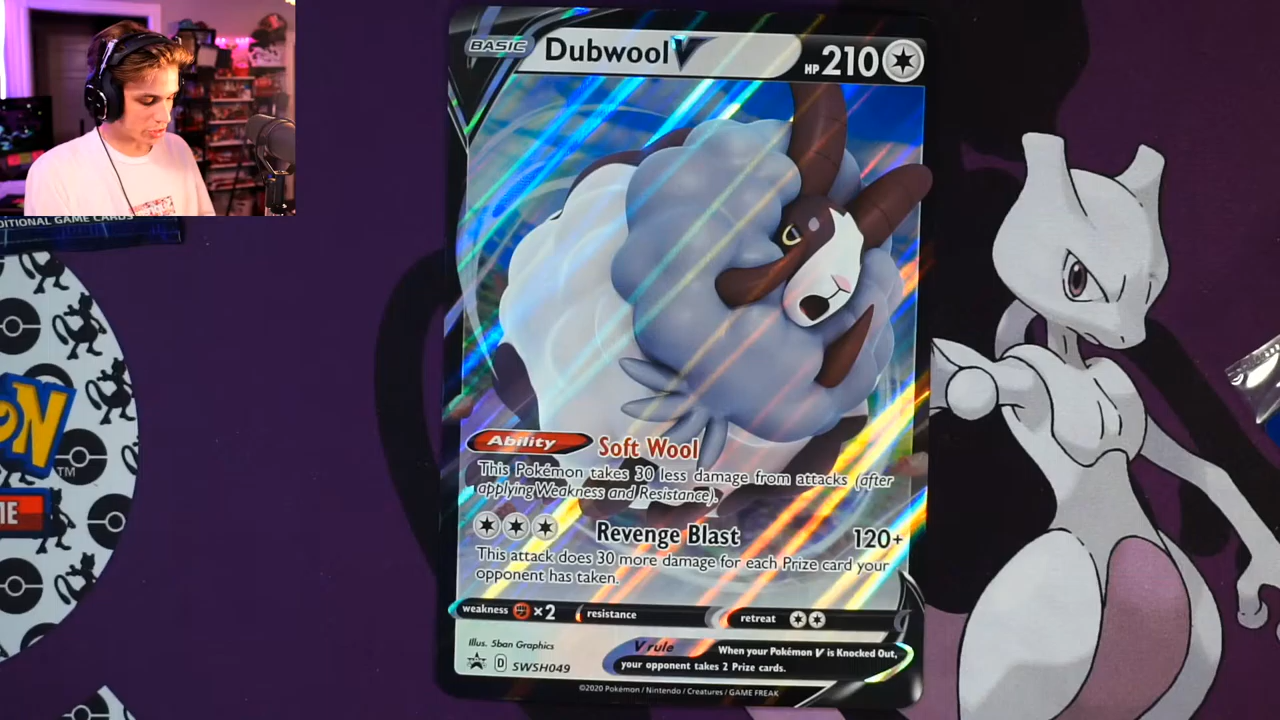 BASIC Dubwool V HP 210
DITIONAL GAME CARDS
ON
TM
ME
Ability Soft Wool
This Pokémon takes 30 less damage from attacks (after
applying Weakness and Resistance).
Revenge Blast 120+
This attack does 30 more damage for each Prize card your
opponent has taken.
weakness ×2 resistance retreat
Illus. 5ban Graphics
D SWSH049
V rule When your Pokémon V is Knocked Out,
your opponent takes 2 Prize cards.
©2020 Pokémon / Nintendo / Creatures / GAME FREAK